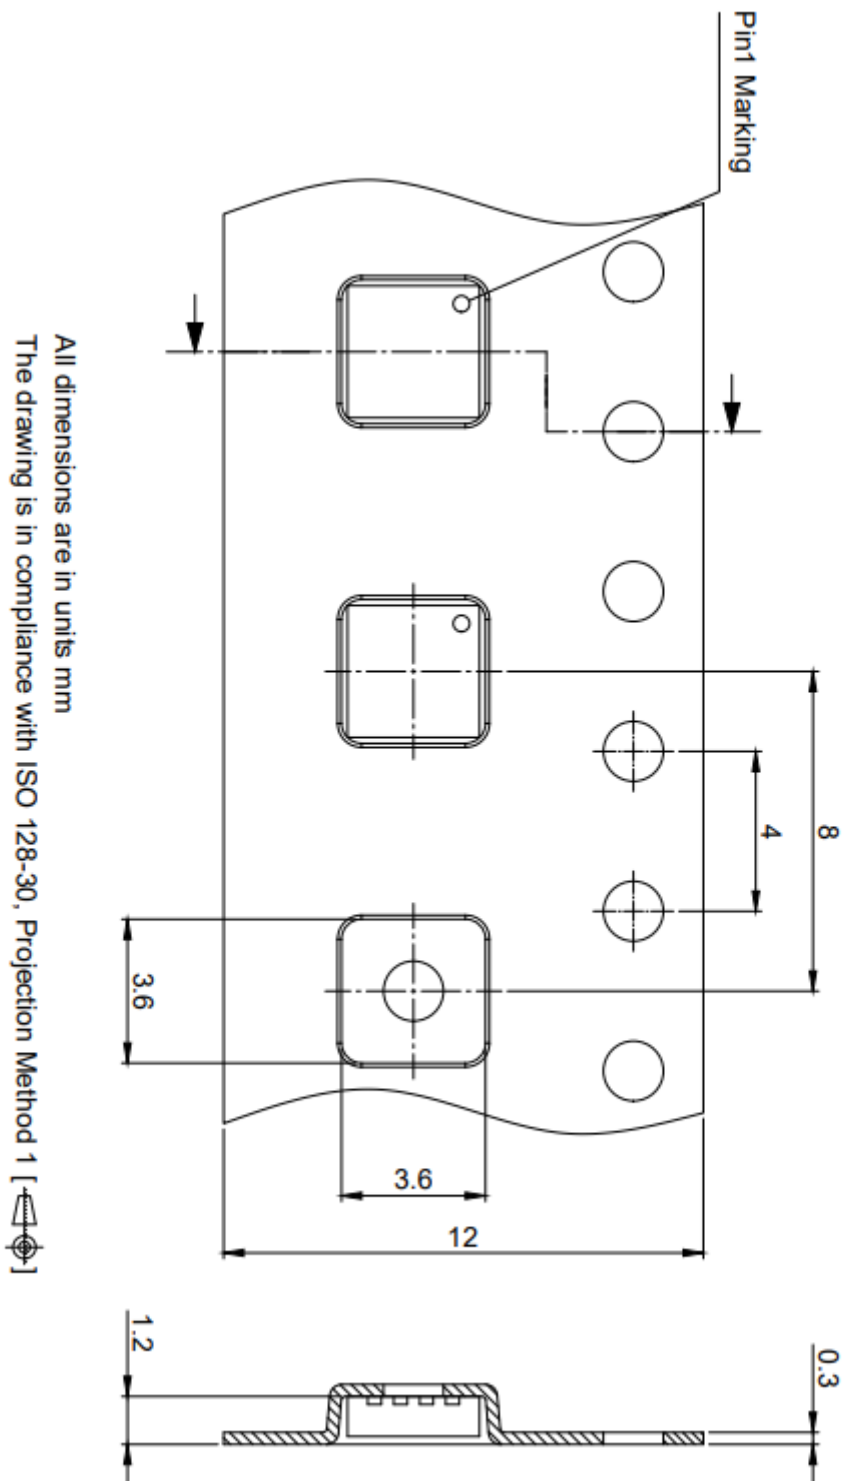 Pin1 Marking
8
4
3.6
3.6
12
1.2
0.3
All dimensions are in units mm
The drawing is in compliance with ISO 128-30, Projection Method 1 [ ]